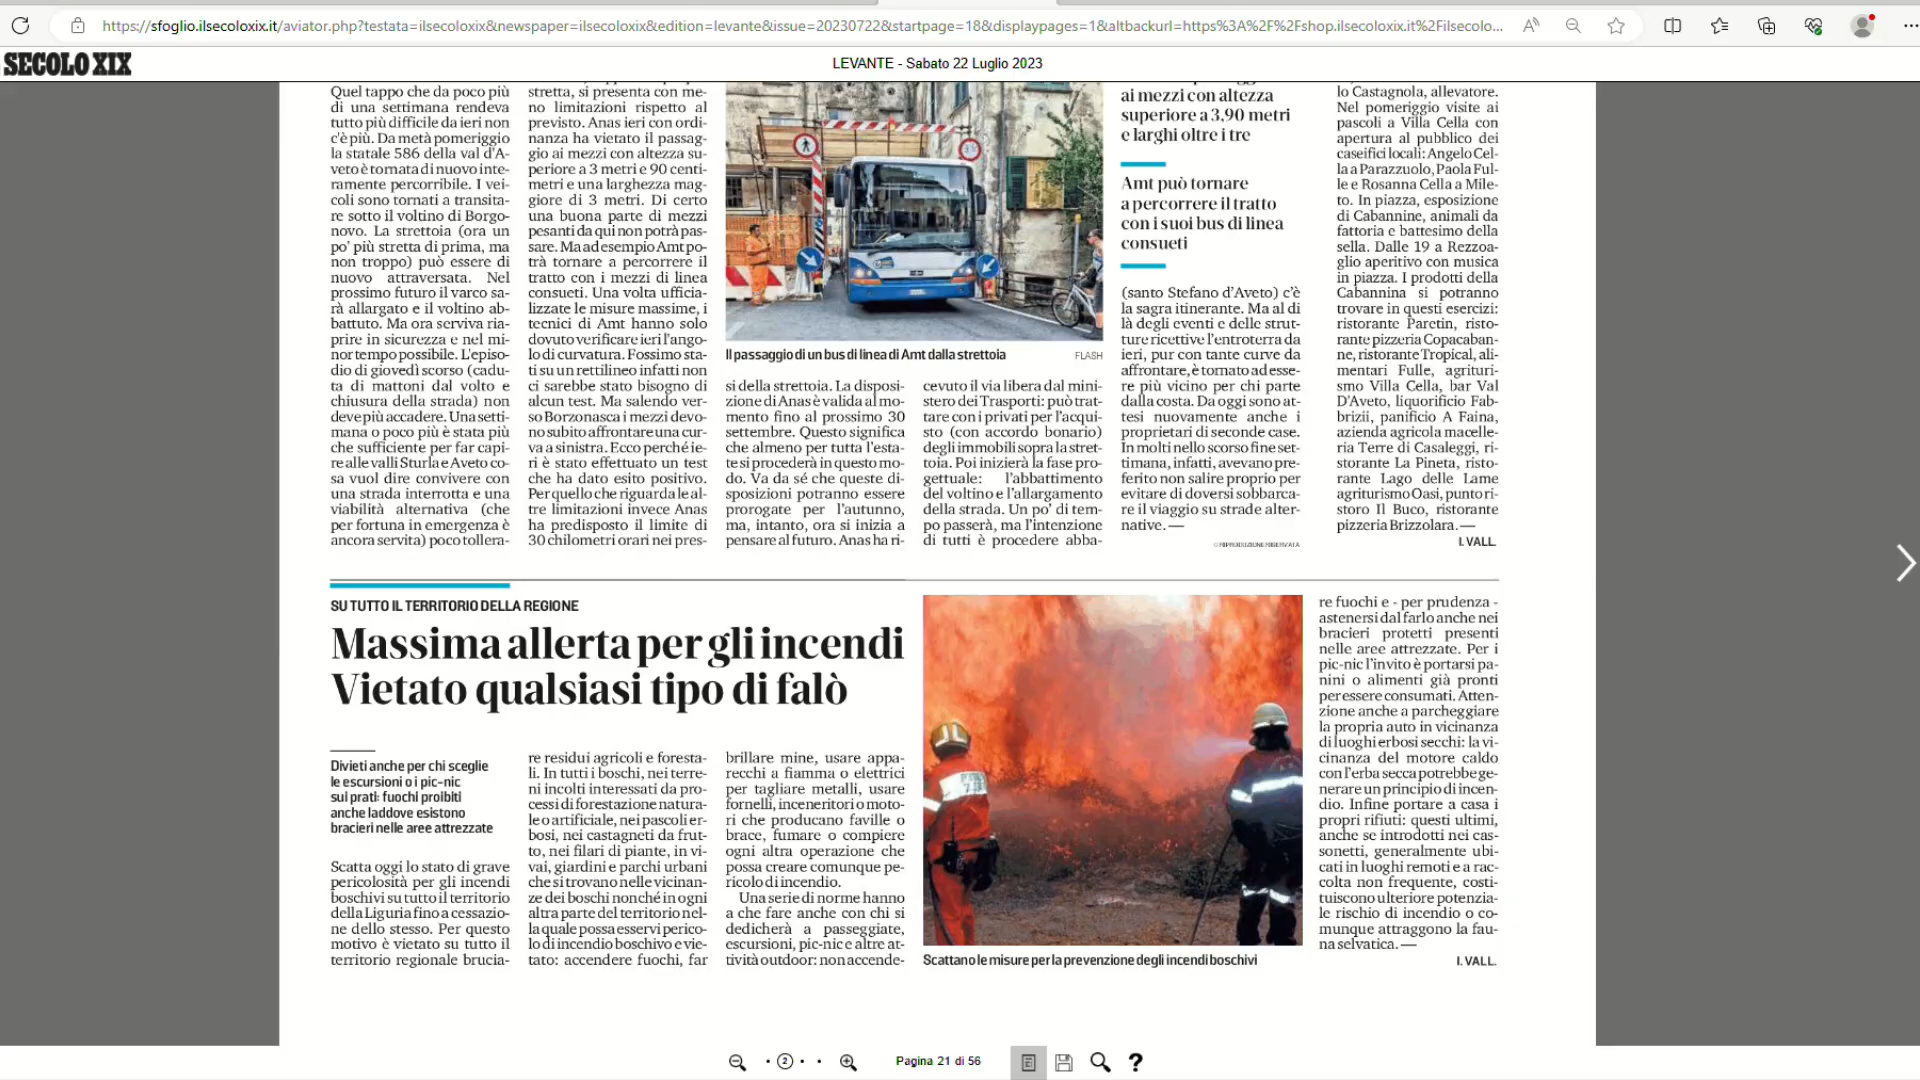 https://sfoglio.ilsecoloxix.it/aviator.php?testata=ilsecoloxix&newspaper=ilsecoloxix&edition=levante&issue=20230722&startpage=18&displaypages=1&altbackurl=https%3A%2F%2Fshop.ilsecoloxix.it%2Filsecolo...
SECOLO XIX
LEVANTE - Sabato 22 Luglio 2023
Quel tappo che da poco più
di una settimana rendeva
tutto più difficile da ieri non
c'è più. Da metà pomeriggio
la statale 586 della val d'A-
veto è tornata di nuovo inte-
ramente percorribile. I vei-
coli sono tornati a transita-
re sotto il voltino di Borgo-
novo. La strettoia (ora un
po' più stretta di prima, ma
non troppo) può essere di
nuovo attraversata. Nel
prossimo futuro il varco sa-
rà allargato e il voltino ab-
battuto. Ma ora serviva ria-
prire in sicurezza e nel mi-
nor tempo possibile. L'episo-
dio di giovedì scorso (cadu-
ta di mattoni dal volto e
chiusura della strada) non
deve più accadere. Una setti-
mana o poco più è stata più
che sufficiente per far capi-
re alle valli Sturla e Aveto co-
sa vuol dire convivere con
una strada interrotta e una
viabilità alternativa (che
per fortuna in emergenza è
ancora servita) poco tollera-
stretta, si presenta con me-
no limitazioni rispetto al
previsto. Anas ieri con ordi-
nanza ha vietato il passag-
gio ai mezzi con altezza su-
periore a 3 metri e 90 centi-
metri e una larghezza mag-
giore di 3 metri. Di certo
una buona parte di mezzi
pesanti da qui non potrà pas-
sare. Ma ad esempio Amt po-
trà tornare a percorrere il
tratto con i mezzi di linea
consueti. Una volta ufficia-
lizzate le misure massime, i
tecnici di Amt hanno solo
dovuto verificare ieri l'ango-
lo di curvatura. Fossimo sta-
ti su un rettilineo infatti non
ci sarebbe stato bisogno di
alcun test. Ma salendo ver-
so Borzonasca i mezzi devo-
no subito affrontare una cur-
va a sinistra. Ecco perché ie-
ri è stato effettuato un test
che ha dato esito positivo.
Per quello che riguarda le al-
tre limitazioni invece Anas
ha predisposto il limite di
30 chilometri orari nei pres-
Il passaggio di un bus di linea di Amt dalla strettoia
FLASH
si della strettoia. La disposi-
zione di Anas è valida al mo-
mento fino al prossimo 30
settembre. Questo significa
che almeno per tutta l'esta-
te si procederà in questo mo-
do. Va da sé che queste di-
sposizioni potranno essere
prorogate per l'autunno,
ma, intanto, ora si inizia a
pensare al futuro. Anas ha ri-
cevuto il via libera dal mini-
stero dei Trasporti: può trat-
tare con i privati per l'acqui-
sto (con accordo bonario)
degli immobili sopra la stret-
toia. Poi inizierà la fase pro-
gettuale: l'abbattimento
del voltino e l'allargamento
della strada. Un po' di tem-
po passerà, ma l'intenzione
di tutti è procedere abba-
ai mezzi con altezza
superiore a 3,90 metri
e larghi oltre i tre
Amt può tornare
a percorrere il tratto
con i suoi bus di linea
consueti
(santo Stefano d'Aveto) c'è
la sagra itinerante. Ma al di
là degli eventi e delle strut-
ture ricettive l'entroterra da
ieri, pur con tante curve da
affrontare, è tornato ad esse-
re più vicino per chi parte
dalla costa. Da oggi sono at-
tesi nuovamente anche i
proprietari di seconde case.
In molti nello scorso fine set-
timana, infatti, avevano pre-
ferito non salire proprio per
evitare di doversi sobbarca-
re il viaggio su strade alter-
native. —
© RIPRODUZIONE RISERVATA
lo Castagnola, allevatore.
Nel pomeriggio visite ai
pascoli a Villa Cella con
apertura al pubblico dei
caseifici locali: Angelo Cel-
la a Parazzuolo, Paola Ful-
le e Rosanna Cella a Mile-
to. In piazza, esposizione
di Cabannine, animali da
fattoria e battesimo della
sella. Dalle 19 a Rezzoa-
glio aperitivo con musica
in piazza. I prodotti della
Cabannina si potranno
trovare in questi esercizi:
ristorante Paretin, risto-
rante pizzeria Copacaban-
ne, ristorante Tropical, ali-
mentari Fulle, agrituri-
smo Villa Cella, bar Val
D'Aveto, liquorificio Fab-
brizii, panificio A Faina,
azienda agricola macelle-
ria Terre di Casaleggi, ri-
storante La Pineta, risto-
rante Lago delle Lame
agriturismo Oasi, punto ri-
storo Il Buco, ristorante
pizzeria Brizzolara. —
I. VALL.
SU TUTTO IL TERRITORIO DELLA REGIONE
Massima allerta per gli incendi
Vietato qualsiasi tipo di falò
Divieti anche per chi sceglie
le escursioni o i pic-nic
sui prati: fuochi proibiti
anche laddove esistono
bracieri nelle aree attrezzate
Scatta oggi lo stato di grave
pericolosità per gli incendi
boschivi su tutto il territorio
della Liguria fino a cessazio-
ne dello stesso. Per questo
motivo è vietato su tutto il
territorio regionale brucia-
re residui agricoli e foresta-
li. In tutti i boschi, nei terre-
ni incolti interessati da pro-
cessi di forestazione natura-
le o artificiale, nei pascoli er-
bosi, nei castagneti da frut-
to, nei filari di piante, in vi-
vai, giardini e parchi urbani
che si trovano nelle vicinan-
ze dei boschi nonché in ogni
altra parte del territorio nel-
la quale possa esservi perico-
lo di incendio boschivo e vie-
tato: accendere fuochi, far
brillare mine, usare appa-
recchi a fiamma o elettrici
per tagliare metalli, usare
fornelli, inceneritori o moto-
ri che producano faville o
brace, fumare o compiere
ogni altra operazione che
possa creare comunque pe-
ricolo di incendio.
Una serie di norme hanno
a che fare anche con chi si
dedicherà a passeggiate,
escursioni, pic-nic e altre at-
tività outdoor: non accende-
Scattano le misure per la prevenzione degli incendi boschivi
re fuochi e - per prudenza -
astenersi dal farlo anche nei
bracieri protetti presenti
nelle aree attrezzate. Per i
pic-nic l'invito è portarsi pa-
nini o alimenti già pronti
per essere consumati. Atten-
zione anche a parcheggiare
la propria auto in vicinanza
di luoghi erbosi secchi: la vi-
cinanza del motore caldo
con l'erba secca potrebbe ge-
nerare un principio di incen-
dio. Infine portare a casa i
propri rifiuti: questi ultimi,
anche se introdotti nei cas-
sonetti, generalmente ubi-
cati in luoghi remoti e a rac-
colta non frequente, costi-
tuiscono ulteriore potenzia-
le rischio di incendio o co-
munque attraggono la fau-
na selvatica. —
I. VALL.
2
Pagina 21 di 56
?